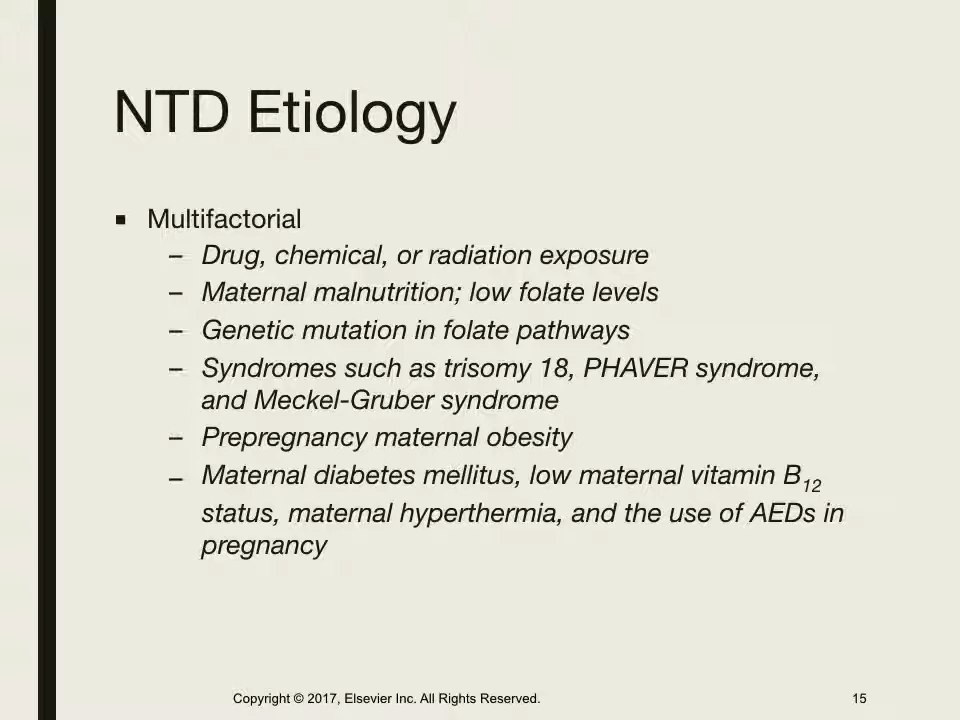 NTD Etiology
▪ Multifactorial
– Drug, chemical, or radiation exposure
– Maternal malnutrition; low folate levels
– Genetic mutation in folate pathways
– Syndromes such as trisomy 18, PHAVER syndrome,
and Meckel-Gruber syndrome
– Prepregnancy maternal obesity
– Maternal diabetes mellitus, low maternal vitamin B12
status, maternal hyperthermia, and the use of AEDs in
pregnancy
Copyright © 2017, Elsevier Inc. All Rights Reserved. 15